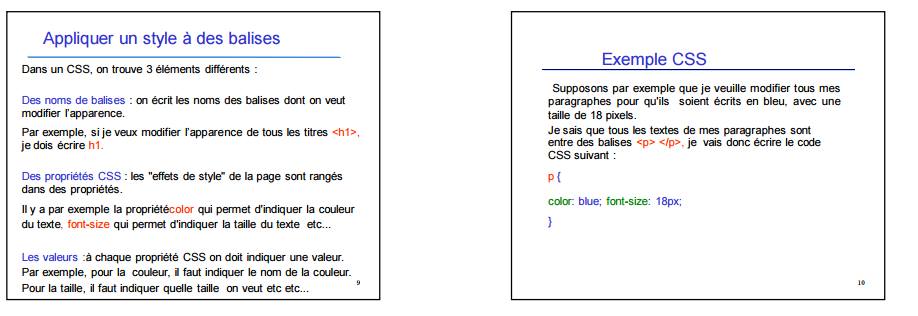 Appliquer un style à des balises
Dans un CSS, on trouve 3 éléments différents :
Des noms de balises : on écrit les noms des balises dont on veut
modifier l'apparence.
Par exemple, si je veux modifier l'apparence de tous les titres <h1>,
je dois écrire h1.
Des propriétés CSS : les "effets de style" de la page sont rangés
dans des propriétés.
Il y a par exemple la propriétécolor qui permet d'indiquer la couleur
du texte, font-size qui permet d'indiquer la taille du texte etc...
Les valeurs :à chaque propriété CSS on doit indiquer une valeur.
Par exemple, pour la couleur, il faut indiquer le nom de la couleur.
Pour la taille, il faut indiquer quelle taille on veut etc etc...
9
Exemple CSS
Supposons par exemple que je veuille modifier tous mes
paragraphes pour qu'ils soient écrits en bleu, avec une
taille de 18 pixels.
Je sais que tous les textes de mes paragraphes sont
entre des balises <p> </p>, je vais donc écrire le code
CSS suivant :
p {
color: blue; font-size: 18px;
}
10